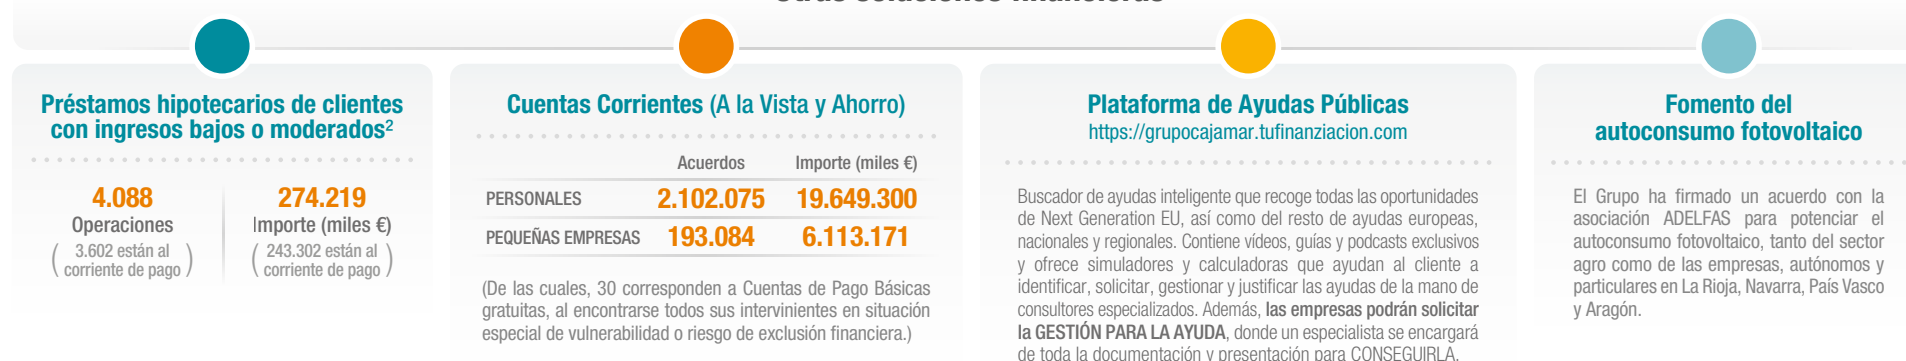 Otras soluciones financieras
Préstamos hipotecarios de clientes
con ingresos bajos o moderados²
4.088
Operaciones
( 3.602 están al
corriente de pago )
274.219
Importe (miles €)
( 243.302 están al
corriente de pago )
Cuentas Corrientes (A la Vista y Ahorro)
Acuerdos Importe (miles €)
PERSONALES 2.102.075 19.649.300
PEQUEÑAS EMPRESAS 193.084 6.113.171
(De las cuales, 30 corresponden a Cuentas de Pago Básicas
gratuitas, al encontrarse todos sus intervinientes en situación
especial de vulnerabilidad o riesgo de exclusión financiera.)
Plataforma de Ayudas Públicas
https://grupocajamar.tufinanziacion.com
Buscador de ayudas inteligente que recoge todas las oportunidades
de Next Generation EU, así como del resto de ayudas europeas,
nacionales y regionales. Contiene vídeos, guías y podcasts exclusivos
y ofrece simuladores y calculadoras que ayudan al cliente a
identificar, solicitar, gestionar y justificar las ayudas de la mano de
consultores especializados. Además, las empresas podrán solicitar
la GESTIÓN PARA LA AYUDA, donde un especialista se encargará
de toda la documentación y presentación para CONSEGUIRLA.
Fomento del
autoconsumo fotovoltaico
El Grupo ha firmado un acuerdo con la
asociación ADELFAS para potenciar el
autoconsumo fotovoltaico, tanto del sector
agro como de las empresas, autónomos y
particulares en La Rioja, Navarra, País Vasco
y Aragón.